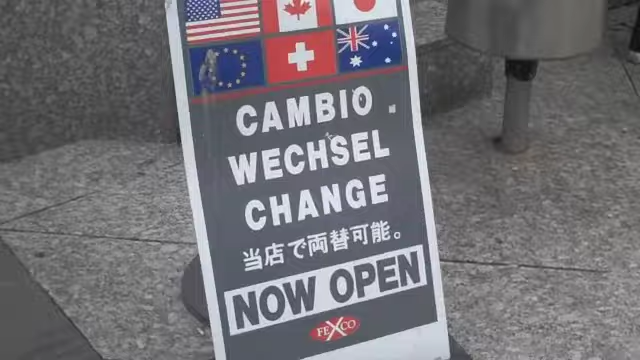 CAMBIO
WECHSEL
CHANGE
当店で両替可能。
NOW OPEN
FEXCO